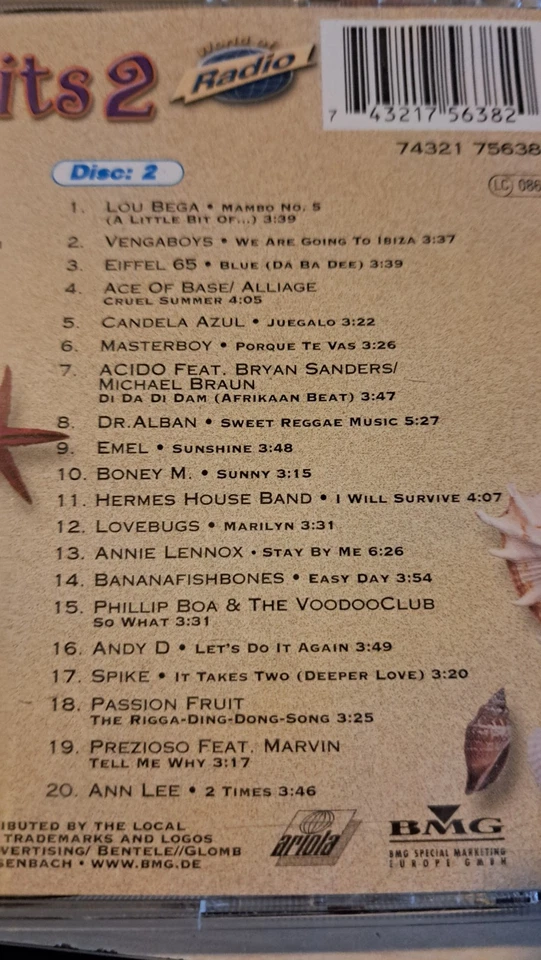 its 2
World of
Radio!
7 43217 56382
74321 75638
LC 086
Disc: 2
1. LOU BEGA • MAMBO NO. 5
(A LITTLE BIT OF...) 3:39
2. VENGABOYS • WE ARE GOING TO IBIZA 3:37
3. EIFFEL 65 • BLUE (DA BA DEE) 3:39
4. ACE OF BASE/ ALLIAGE
CRUEL SUMMER 4:05
5. CANDELA AZUL • JUEGALO 3:22
6. MASTERBOY • PORQUE TE VAS 3:26
7. ACIDO FEAT. BRYAN SANDERS/
MICHAEL BRAUN
DI DA DI DAM (AFRIKAAN BEAT) 3:47
8. DR.ALBAN • SWEET REGGAE MUSIC 5:27
9. EMEL • SUNSHINE 3:48
10. BONEY M. • SUNNY 3:15
11. HERMES HOUSE BAND • I WILL SURVIVE 4:07
12. LOVEBUGS • MARILYN 3:31
13. ANNIE LENNOX • STAY BY ME 6:26
14. BANANAFISHBONES • EASY DAY 3:54
15. PHILLIP BOA & THE VOODOOCLUB
SO WHAT 3:31
16. ANDY D • LET'S DO IT AGAIN 3:49
17. SPIKE • IT TAKES TWO (DEEPER LOVE) 3:20
18. PASSION FRUIT
THE RIGGA-DING-DONG-SONG 3:25
19. PREZIOSO FEAT. MARVIN
TELL ME WHY 3:17
20. ANN LEE • 2 TIMES 3:46
IBUTED BY THE LOCAL
TRADEMARKS AND LOGOS
VERTISING/ BENTELE//GLOMB
SENBACH • WWW.BMG.DE
ariola
BMG
BMG SPECIAL MARKETING
EUROPE GMBH